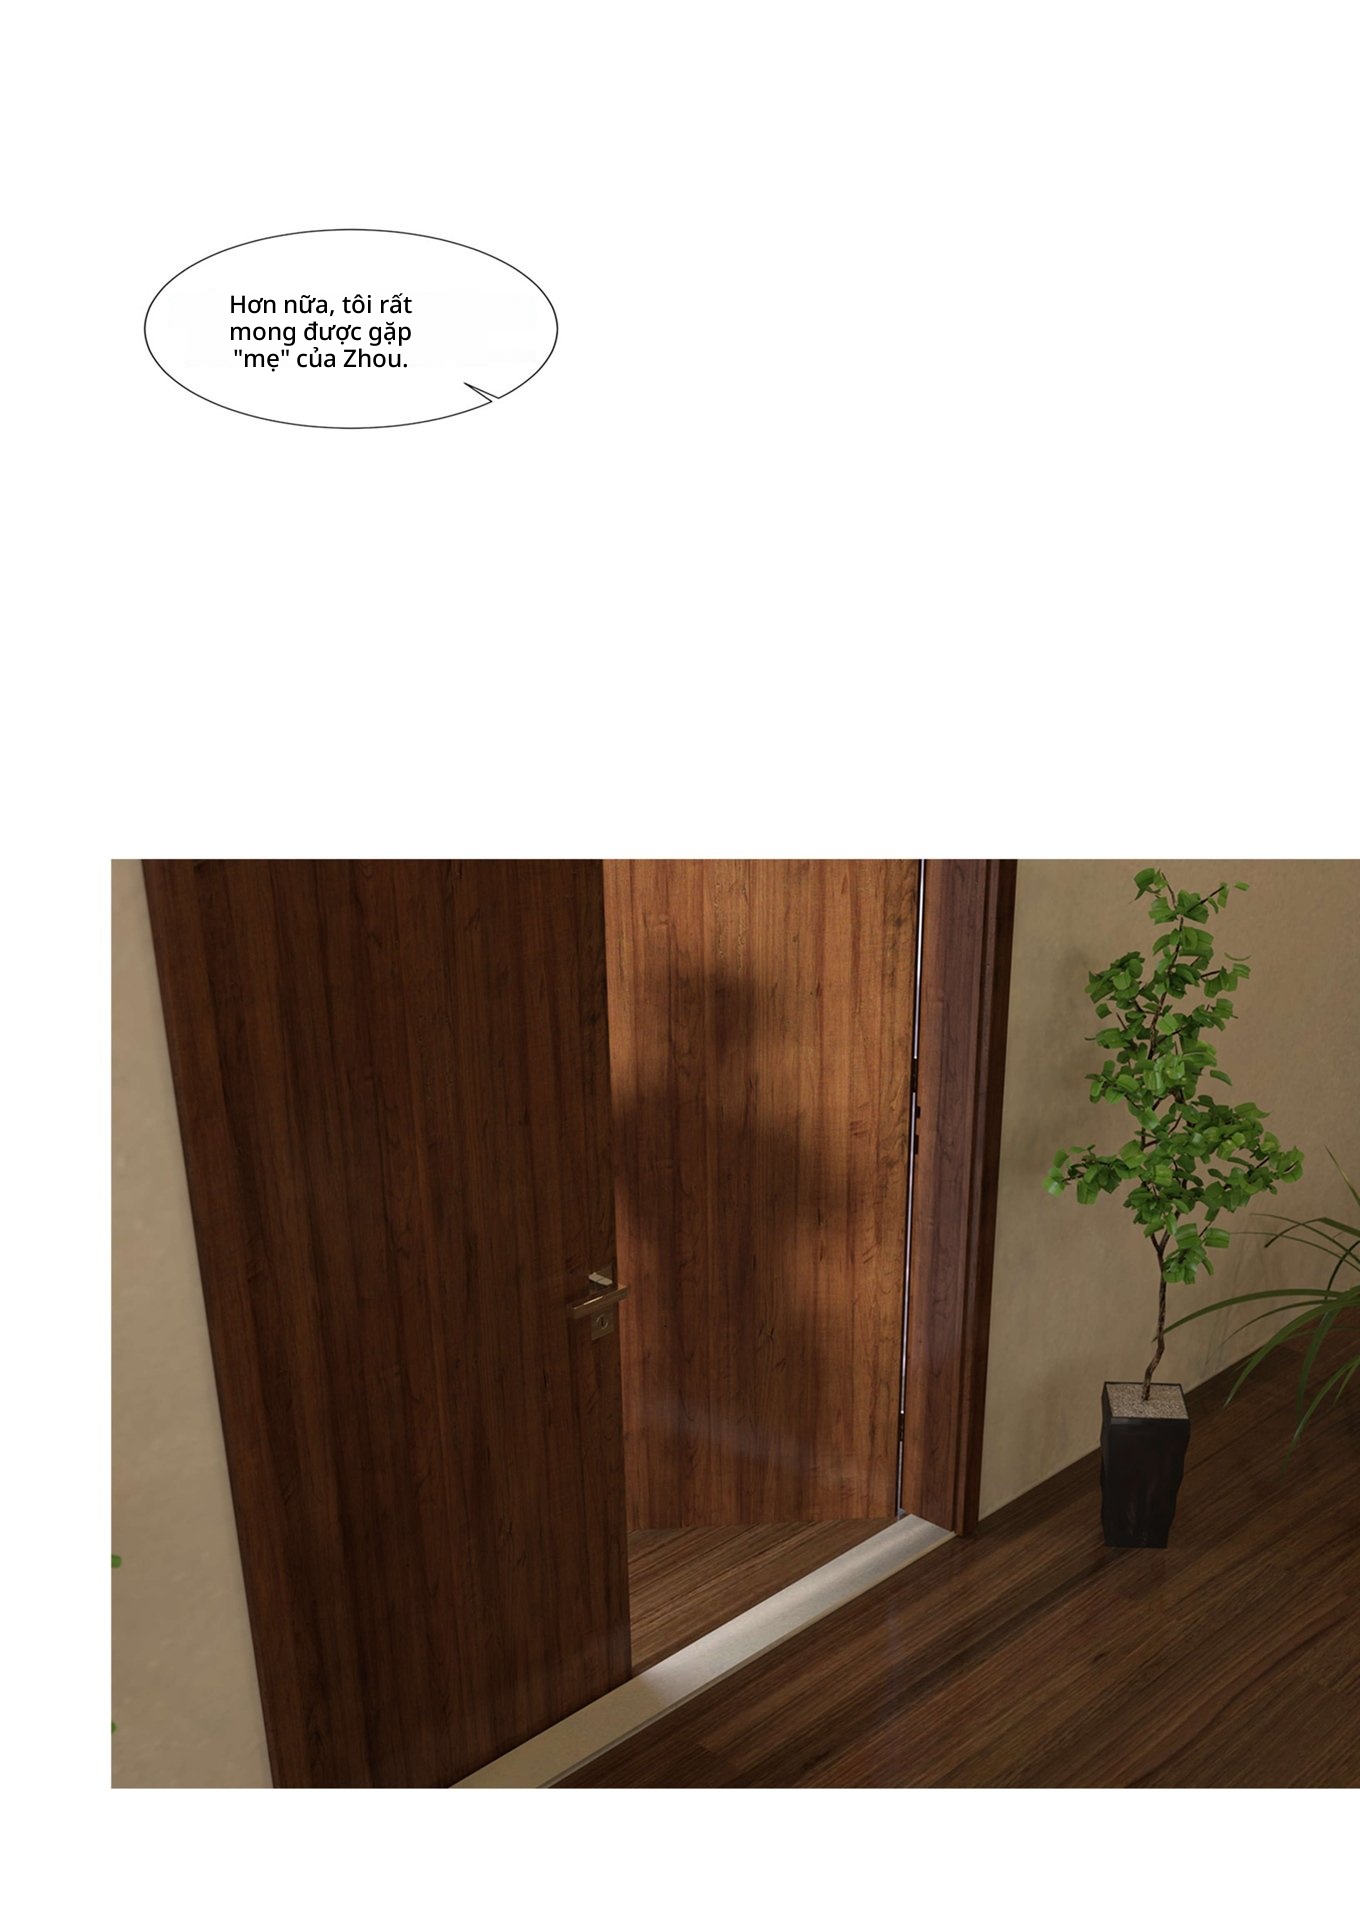 Hơn nữa, tôi rất
mong được gặp
"mẹ" của Zhou.